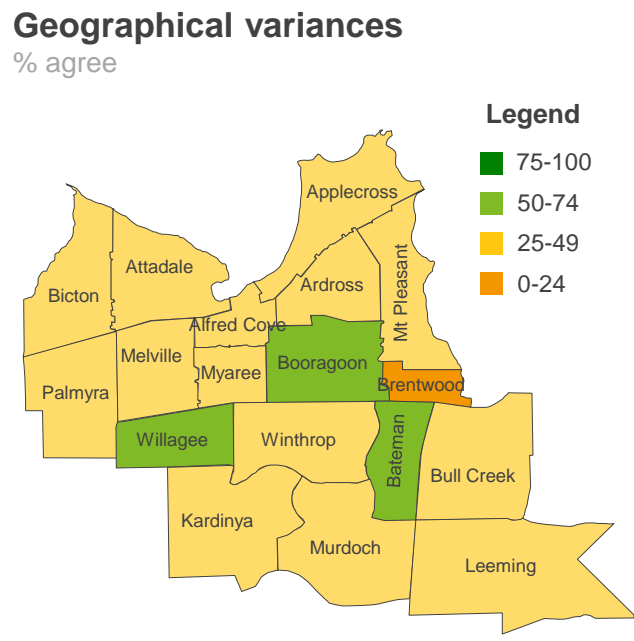 Geographical variances
% agree
Legend
75-100
50-74
25-49
0-24
Applecross
Attadale
Bicton
Ardross
Mt Pleasant
Alfred Cove
Melville
Booragoon
Myaree
Brentwood
Palmyra
Willagee
Winthrop
Bateman
Bull Creek
Kardinya
Murdoch
Leeming